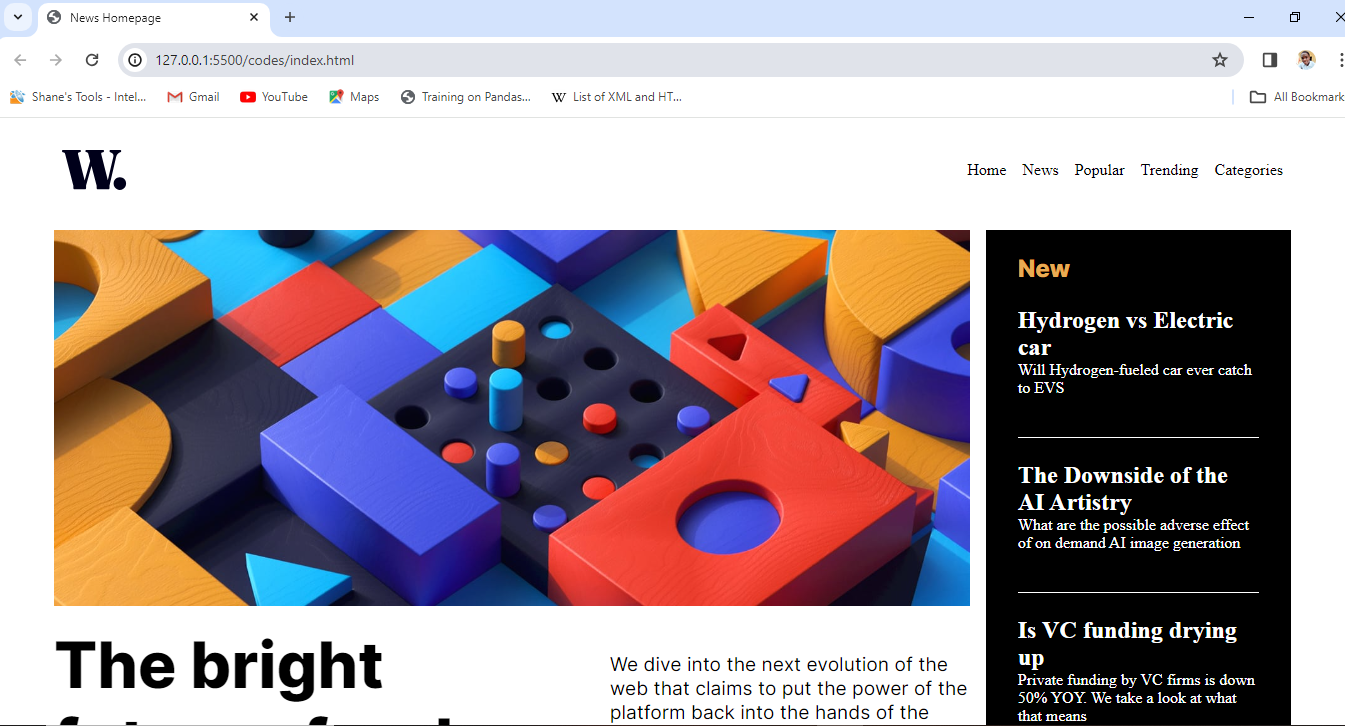 News Homepage
127.0.0.1:5500/codes/index.html
Shane's Tools - Intel...
Gmail
YouTube
Maps
Training on Pandas...
W List of XML and HT...
All Bookmark
W.
Home News Popular Trending Categories
New
Hydrogen vs Electric
car
Will Hydrogen-fueled car ever catch
to EVS
The Downside of the
AI Artistry
What are the possible adverse effect
of on demand AI image generation
Is VC funding drying
up
Private funding by VC firms is down
50% YOY. We take a look at what
that means
The bright
We dive into the next evolution of the
web that claims to put the power of the
platform back into the hands of the